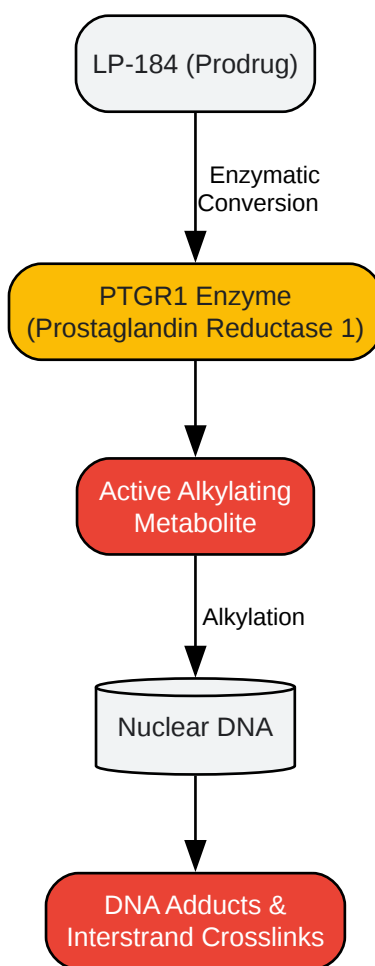 LP-184 (Prodrug)
Enzymatic
Conversion
PTGR1 Enzyme
(Prostaglandin Reductase 1)
Active Alkylating
Metabolite
Alkylation
Nuclear DNA
DNA Adducts &
Interstrand Crosslinks